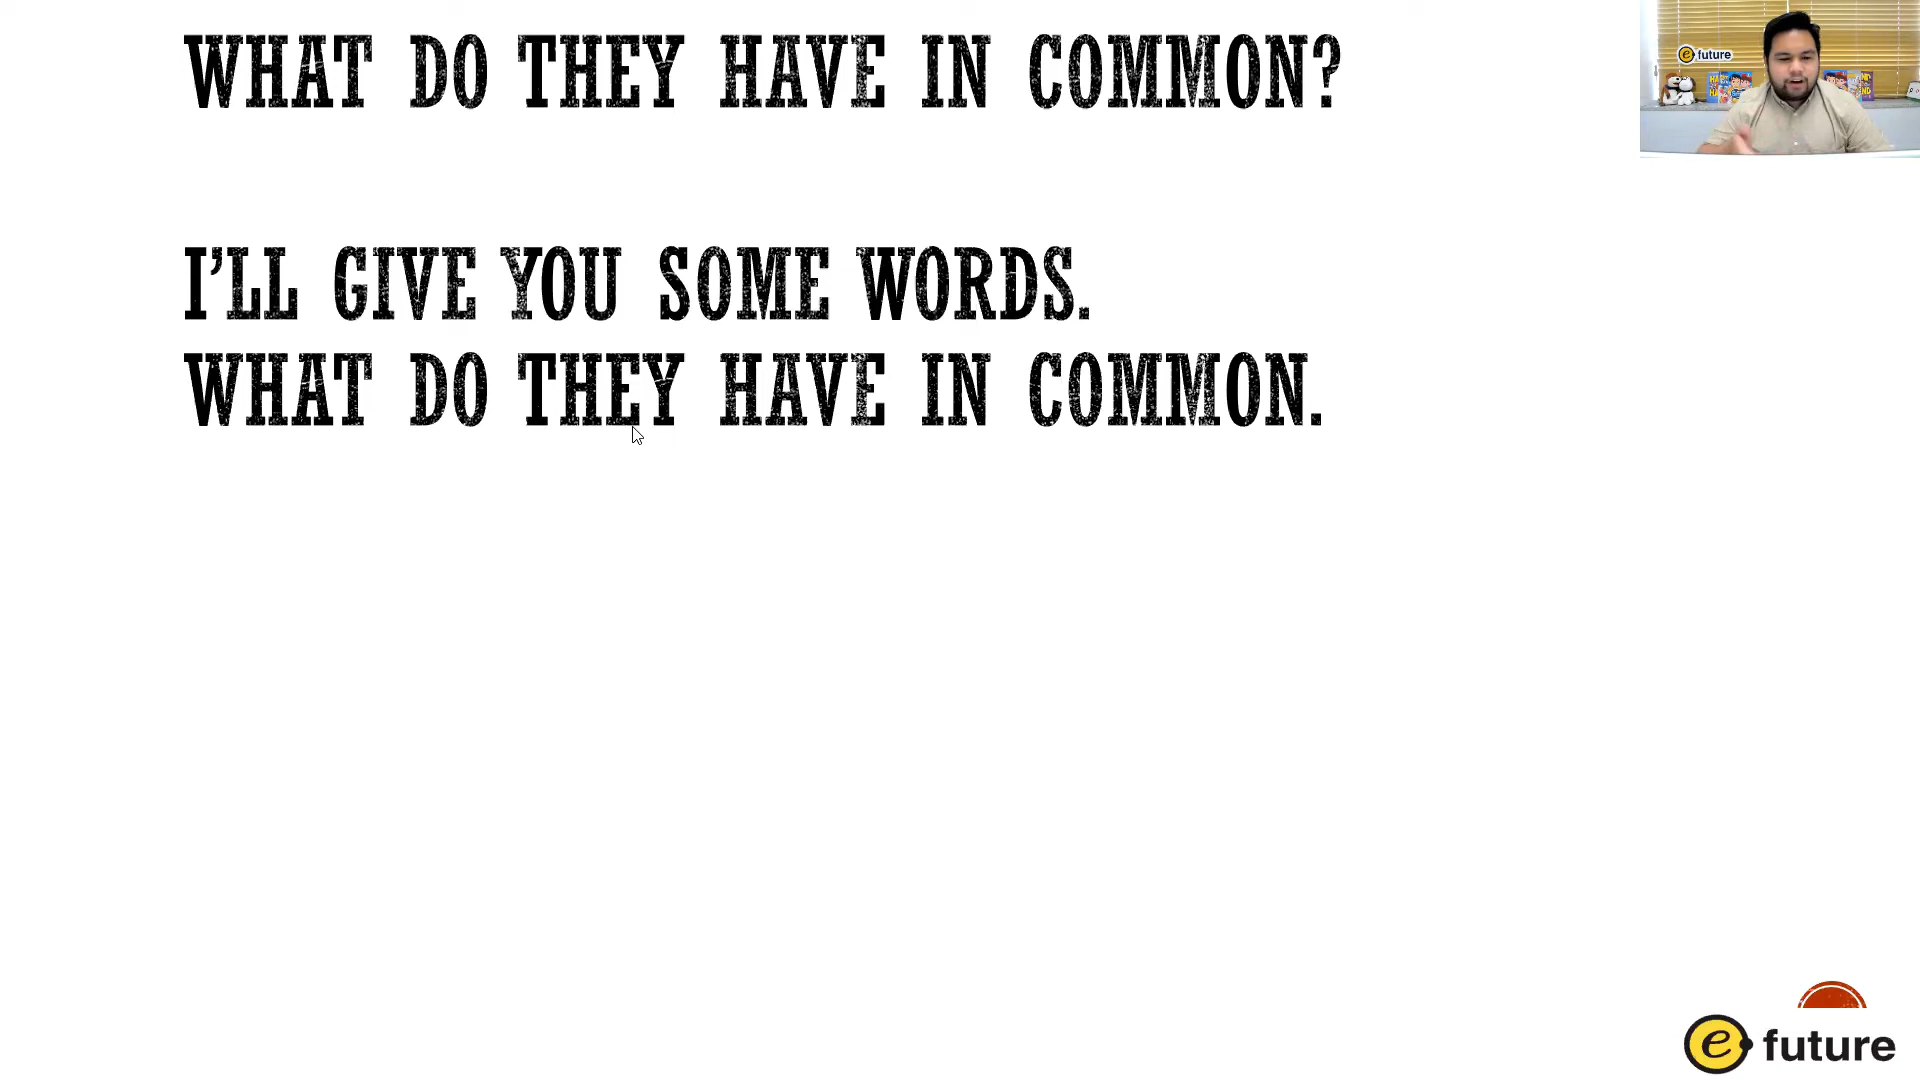 WHAT DO THEY HAVE IN COMMON?
e future
I'LL GIVE YOU SOME WORDS.
WHAT DO THEY HAVE IN COMMON.
e future